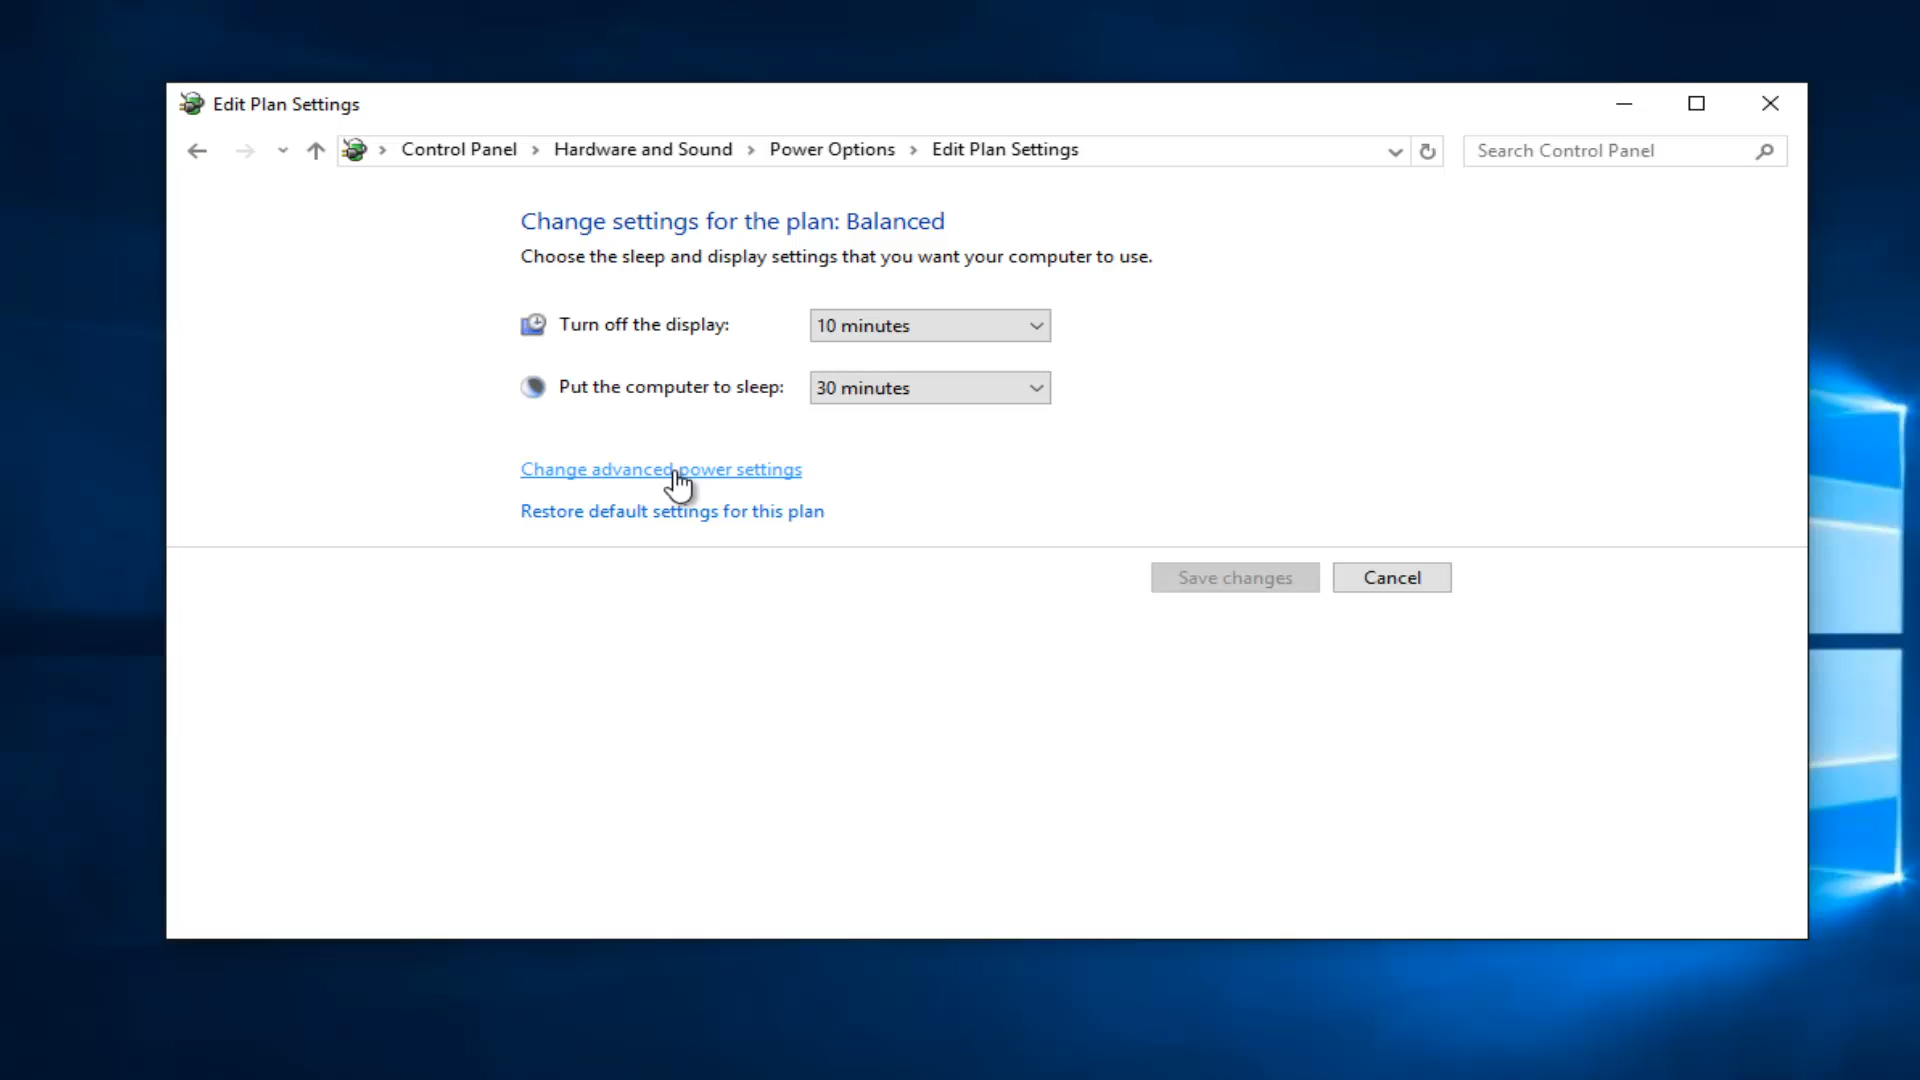 Edit Plan Settings
Control Panel > Hardware and Sound > Power Options > Edit Plan Settings
Search Control Panel
Change settings for the plan: Balanced
Choose the sleep and display settings that you want your computer to use.
Turn off the display: 10 minutes
Put the computer to sleep: 30 minutes
Change advanced power settings
Restore default settings for this plan
Save changes Cancel